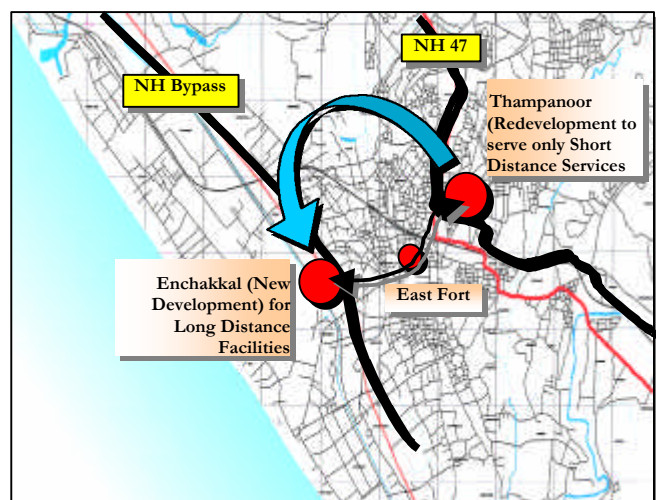 NH 47
NH Bypass
Thampanoor
(Redevelopment to
serve only Short
Distance Services
Enchakkal (New
Development) for
Long Distance
Facilities
East Fort